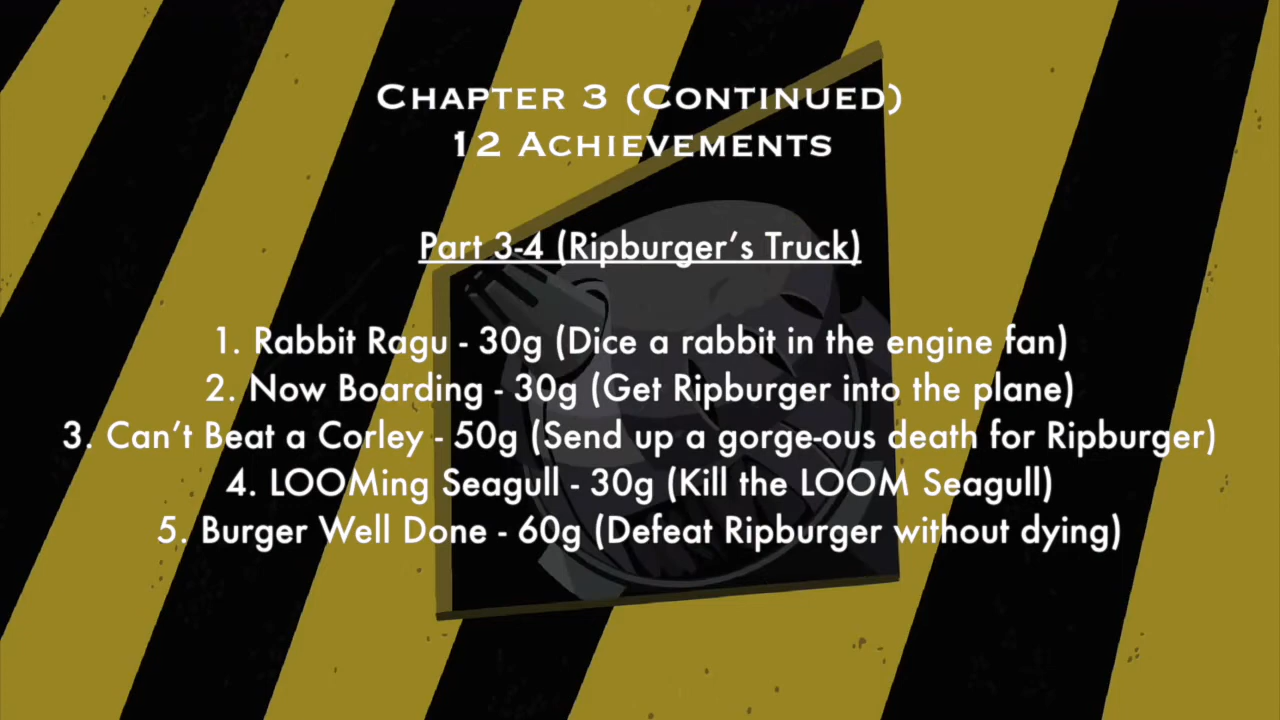 Chapter 3 (Continued)
12 Achievements
Part 3-4 (Ripburger’s Truck)
1. Rabbit Ragu - 30g (Dice a rabbit in the engine fan)
2. Now Boarding - 30g (Get Ripburger into the plane)
3. Can’t Beat a Corley - 50g (Send up a gorge-ous death for Ripburger)
4. LOOMing Seagull - 30g (Kill the LOOM Seagull)
5. Burger Well Done - 60g (Defeat Ripburger without dying)